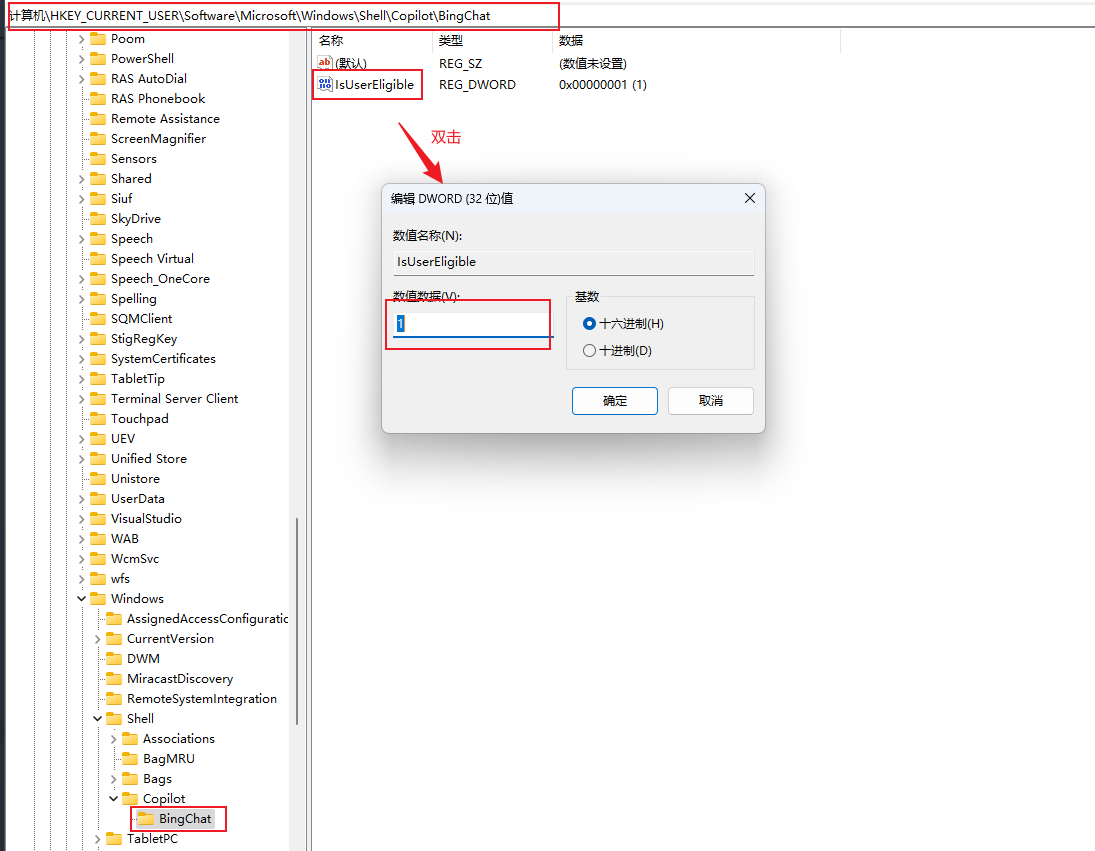 计算机\HKEY_CURRENT_USER\Software\Microsoft\Windows\Shell\Copilot\BingChat
Poom
PowerShell
RAS AutoDial
RAS Phonebook
Remote Assistance
ScreenMagnifier
Sensors
Shared
Siuf
SkyDrive
Speech
Speech Virtual
Speech_OneCore
Spelling
SQMClient
StigRegKey
SystemCertificates
TabletTip
Terminal Server Client
Touchpad
UEV
Unified Store
Unistore
UserData
VisualStudio
WAB
WcmSvc
wfs
Windows
AssignedAccessConfiguratic
CurrentVersion
DWM
MiracastDiscovery
RemoteSystemIntegration
Shell
Associations
BagMRU
Bags
Copilot
BingChat
TabletPC
名称 类型 数据
(默认) REG_SZ (数值未设置)
IsUserEligible REG_DWORD 0x00000001 (1)
双击
编辑 DWORD (32 位)值
数值名称(N):
IsUserEligible
数值数据(V):
1
基数
十六进制(H)
十进制(D)
确定 取消